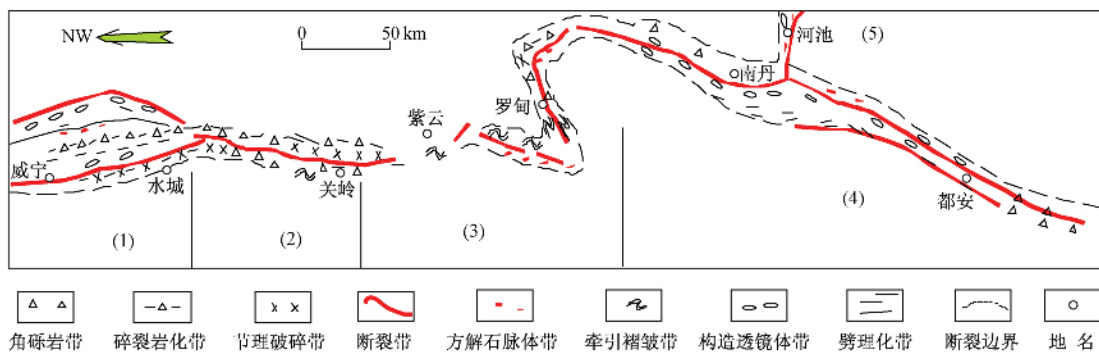 NW
0 50 km
河池 (5)
南丹
罗甸
紫云
威宁
水城
关岭
都安
(1)
(2)
(3)
(4)
角砾岩带 碎裂岩化带 节理破碎带 断裂带 方解石脉体带 牵引褶皱带 构造透镜体带 劈理化带 断裂边界 地 名